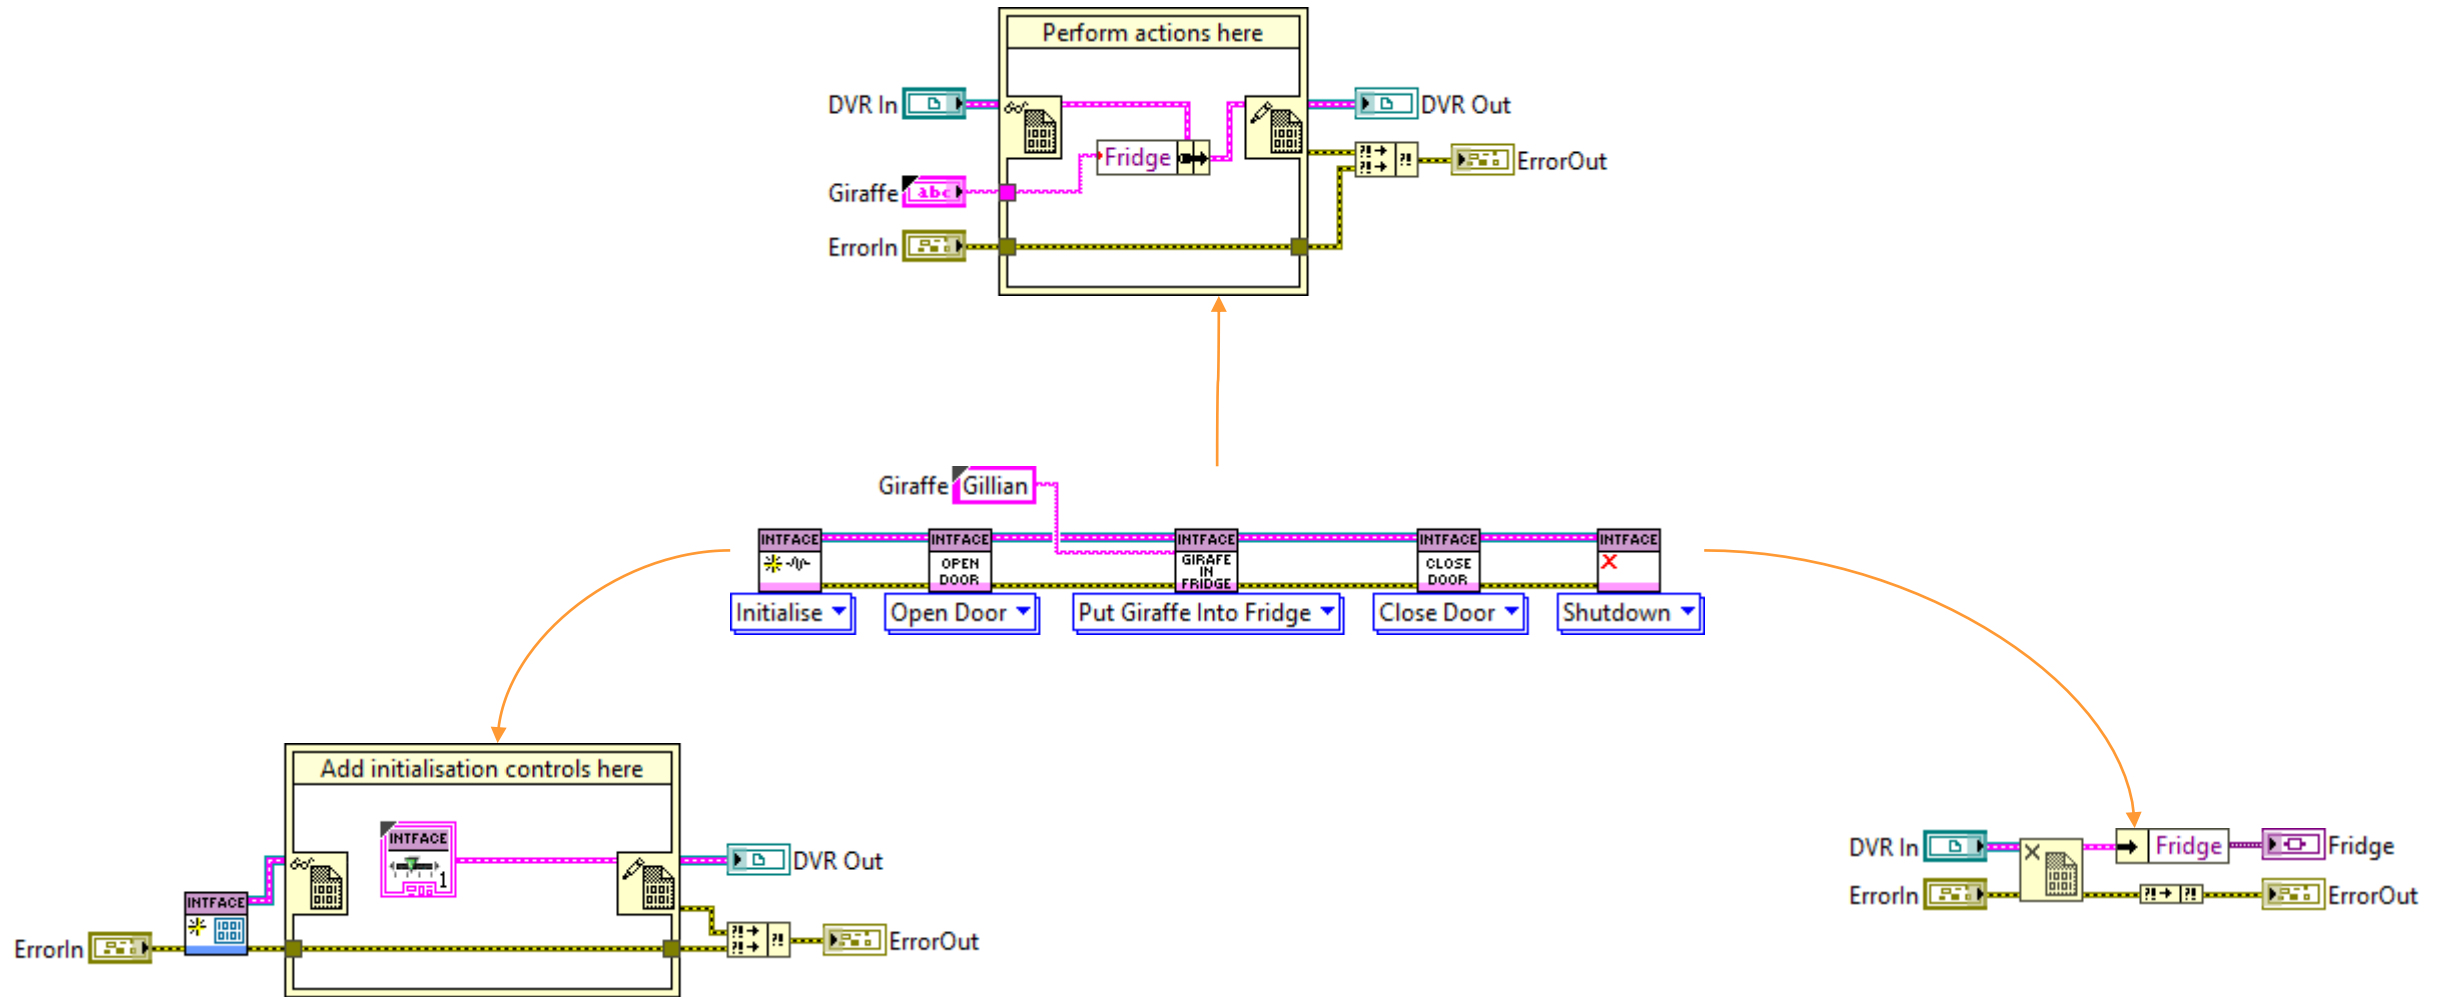 Perform actions here
DVR In
DVR Out
Fridge
ErrorOut
Giraffe abc
ErrorIn
Giraffe Gillian
INTFACE
INTFACE
OPEN
DOOR
INTFACE
GIRAFE
IN
FRIDGE
INTFACE
CLOSE
DOOR
INTFACE
Initialise
Open Door
Put Giraffe Into Fridge
Close Door
Shutdown
Add initialisation controls here
INTFACE
1
DVR Out
INTFACE
ErrorIn
ErrorOut
DVR In
Fridge
Fridge
ErrorIn
ErrorOut